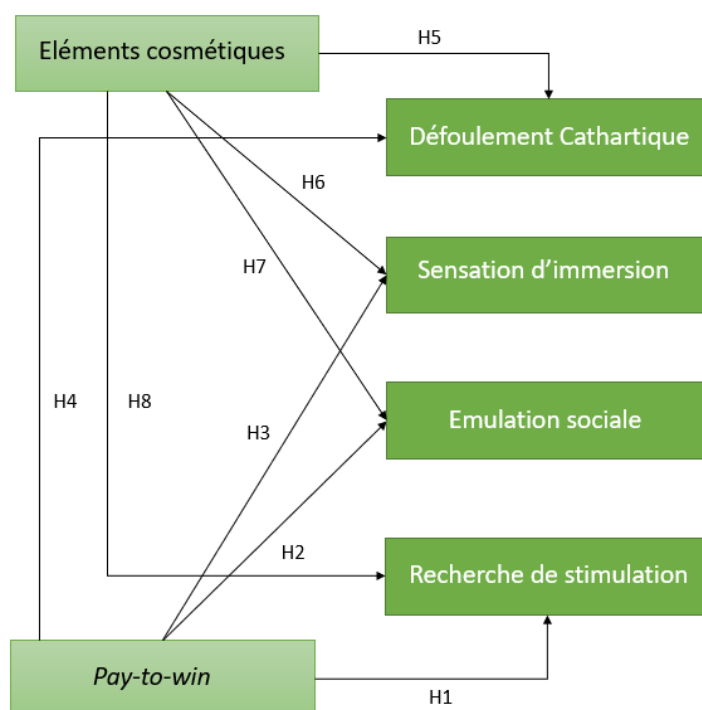 Eléments cosmétiques
H5
Défoulement Cathartique
H6
Sensation d’immersion
H7
H4
H8
H3
Emulation sociale
H2
Recherche de stimulation
Pay-to-win
H1